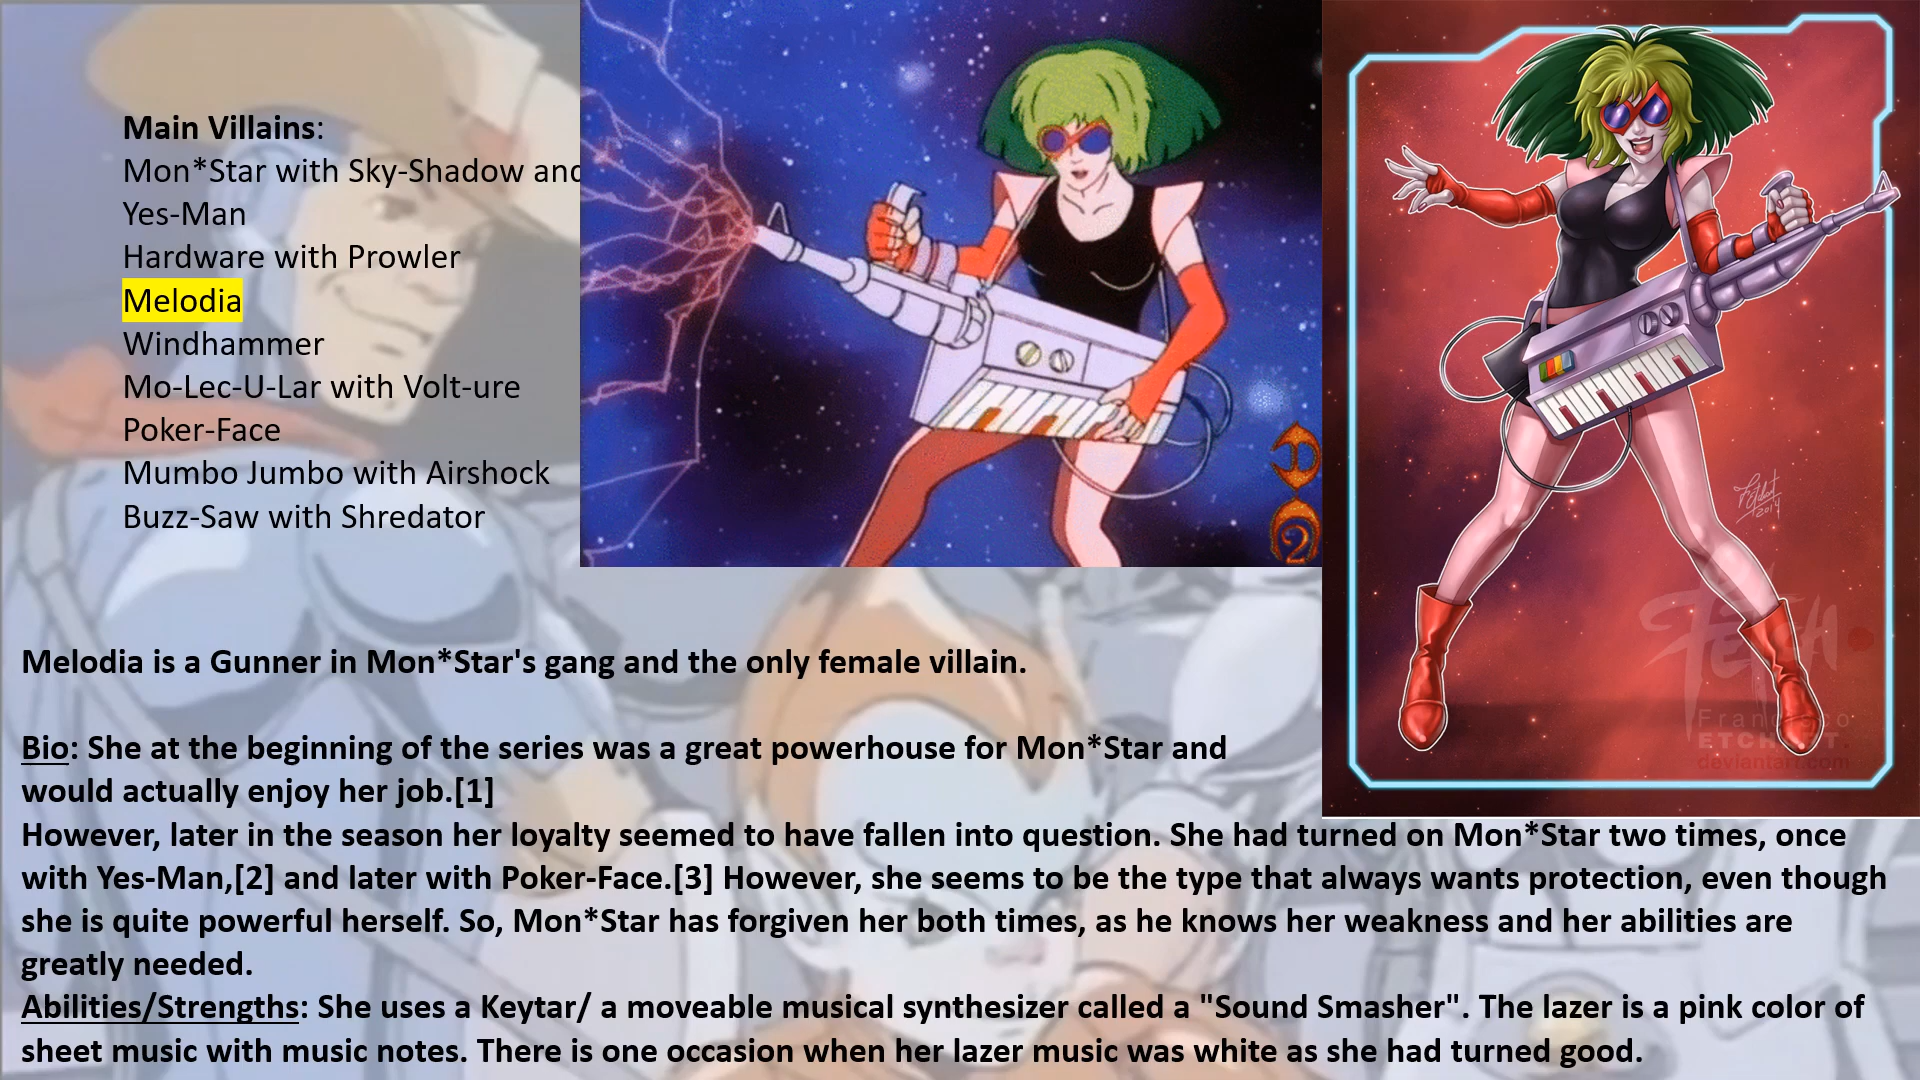 Main Villains:
Mon*Star with Sky-Shadow and
Yes-Man
Hardware with Prowler
Melodia
Windhammer
Mo-Lec-U-Lar with Volt-ure
Poker-Face
Mumbo Jumbo with Airshock
Buzz-Saw with Shredator
2014
Francisco
ETCHART.
deviantart.com
Melodia is a Gunner in Mon*Star's gang and the only female villain.
Bio: She at the beginning of the series was a great powerhouse for Mon*Star and
would actually enjoy her job.[1]
However, later in the season her loyalty seemed to have fallen into question. She had turned on Mon*Star two times, once
with Yes-Man,[2] and later with Poker-Face.[3] However, she seems to be the type that always wants protection, even though
she is quite powerful herself. So, Mon*Star has forgiven her both times, as he knows her weakness and her abilities are
greatly needed.
Abilities/Strengths: She uses a Keytar/ a moveable musical synthesizer called a "Sound Smasher". The lazer is a pink color of
sheet music with music notes. There is one occasion when her lazer music was white as she had turned good.